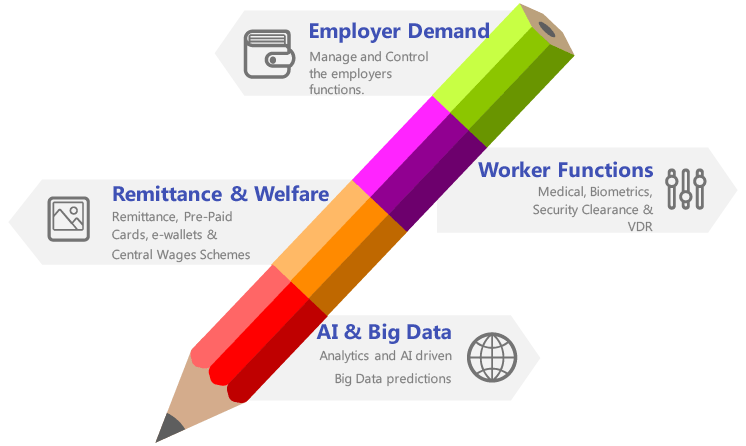 Employer Demand
Manage and Control
the employers
functions.
Worker Functions
Medical, Biometrics,
Security Clearance &
VDR
Remittance & Welfare
Remittance, Pre-Paid
Cards, e-wallets &
Central Wages Schemes
AI & Big Data
Analytics and AI driven
Big Data predictions